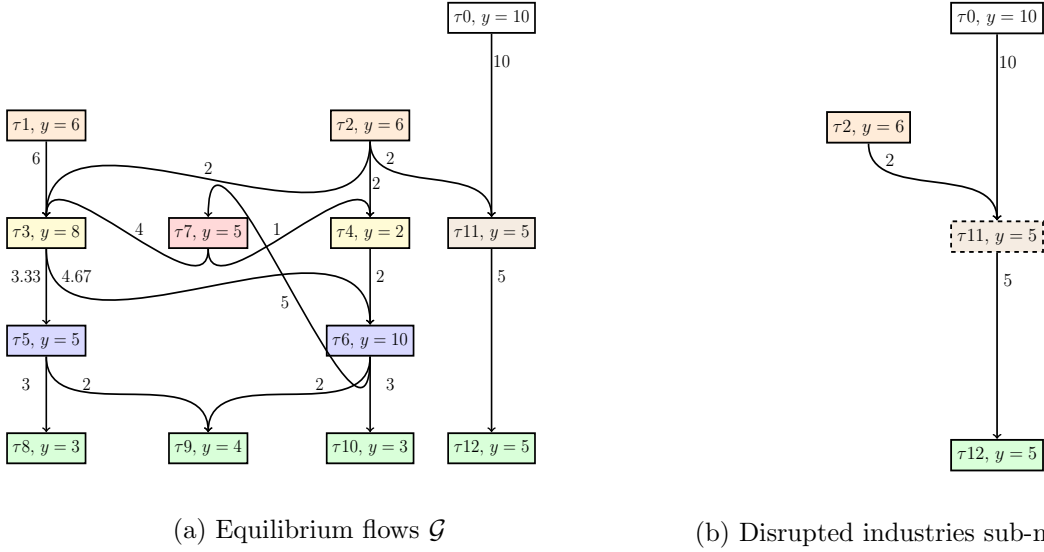 τ0, y = 10
10
τ1, y = 6
τ2, y = 6
6
2
2
2
τ3, y = 8
4
τ7, y = 5
1
τ4, y = 2
τ11, y = 5
3.33
4.67
5
2
5
τ5, y = 5
τ6, y = 10
3
2
2
3
τ8, y = 3
τ9, y = 4
τ10, y = 3
τ12, y = 5
(a) Equilibrium flows 𝒢
τ0, y = 10
10
τ2, y = 6
2
τ11, y = 5
5
τ12, y = 5
(b) Disrupted industries sub-